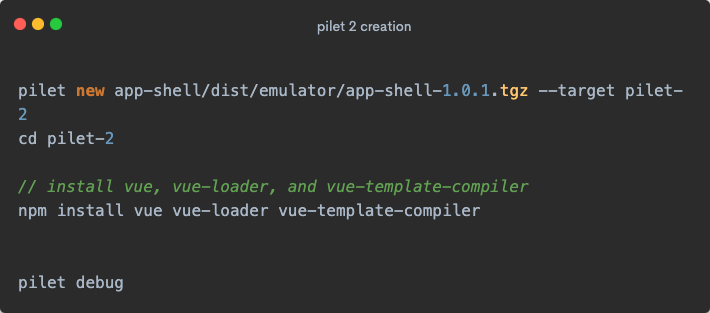 pilet 2 creation
pilet new app-shell/dist/emulator/app-shell-1.0.1.tgz --target pilet-
2
cd pilet-2
// install vue, vue-loader, and vue-template-compiler
npm install vue vue-loader vue-template-compiler
pilet debug